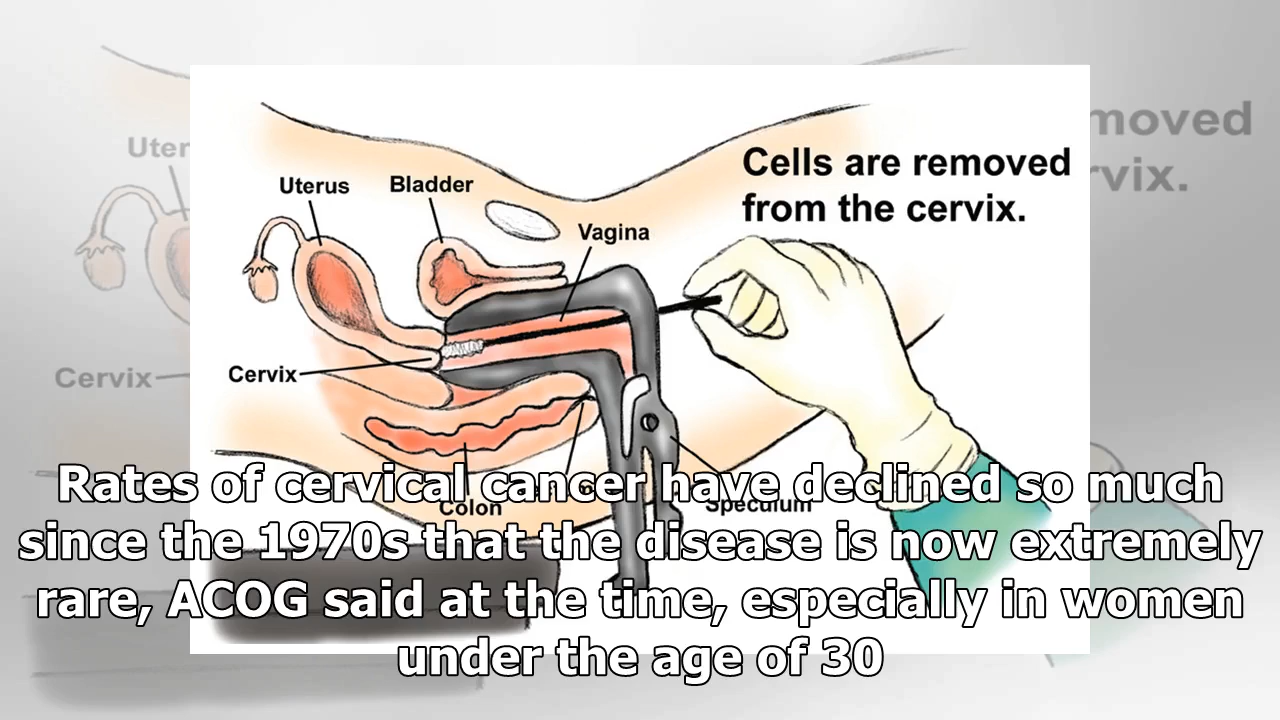 moved
rvix.
Uter
Cervix
Cells are removed
from the cervix.
Uterus
Bladder
Vagina
Cervix
Colon
Speculum
Rates of cervical cancer have declined so much
since the 1970s that the disease is now extremely
rare, ACOG said at the time, especially in women
under the age of 30